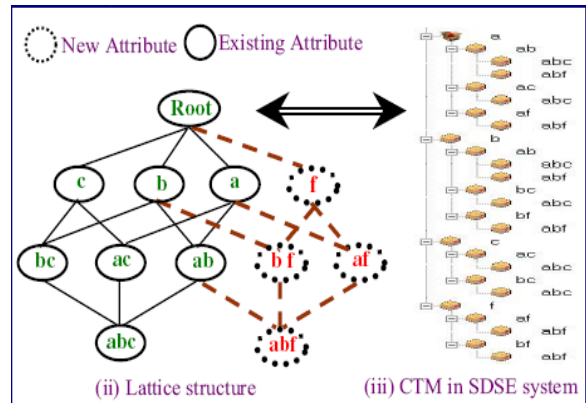 New Attribute
Existing Attribute
Root
c
b
a
f
bc
ac
ab
b f
af
abc
abf
(ii) Lattice structure
a
ab
abc
abf
ac
abc
af
abf
b
ab
abc
abf
bc
abc
bf
abf
c
ac
abc
bc
abc
f
af
abf
bf
abf
(iii) CTM in SDSE system